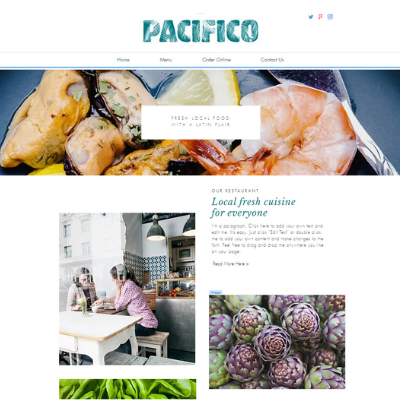 PACIFICO
Home Menu Order Online Contact Us
FRESH LOCAL FOOD
WITH A LATIN FLAIR
OUR RESTAURANT
Local fresh cuisine
for everyone
I'm a paragraph. Click here to add your own text and
edit me. It's easy. Just click "Edit Text" or double click
me to add your own content and make changes to the
font. Feel free to drag and drop me anywhere you like
on your page.
Read More Here »